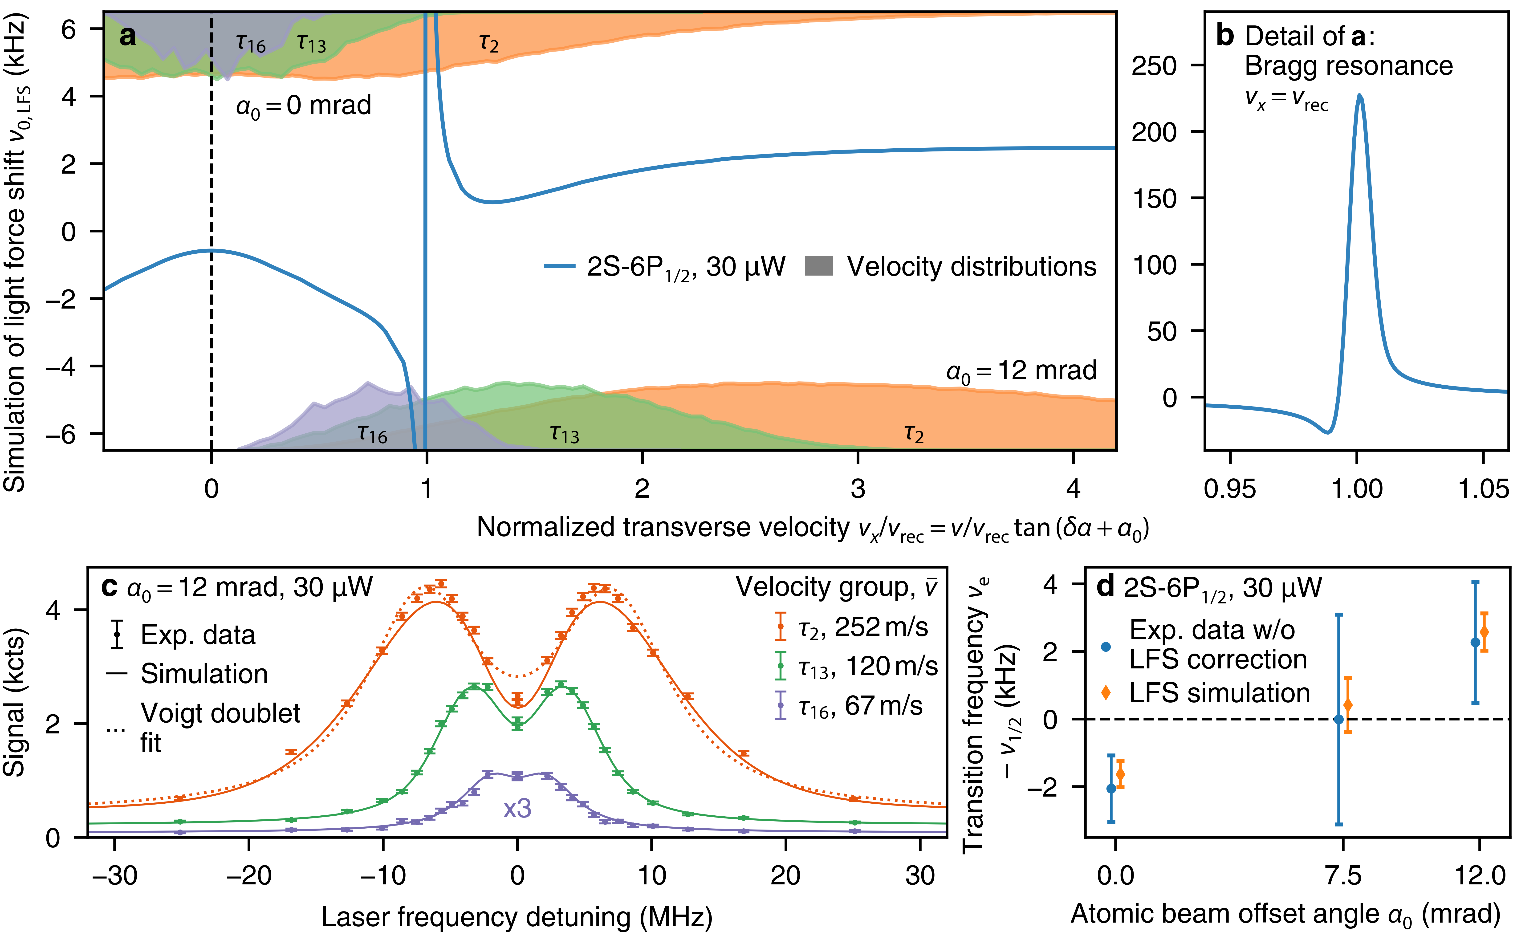 a
τ16 τ13 τ2
α0 = 0 mrad
Simulation of light force shift ν0,LFS (kHz)
6
4
2
0
−2
−4
−6
2S-6P1/2, 30 μW
Velocity distributions
α0 = 12 mrad
τ16 τ13 τ2
0 1 2 3 4
Normalized transverse velocity vx/vrec = v/vrec tan (δα + α0)
b Detail of a:
Bragg resonance
vx = vrec
250
200
150
100
50
0
0.95 1.00 1.05
c α0 = 12 mrad, 30 μW
Exp. data
Simulation
Voigt doublet
fit
Velocity group, v̄
τ2, 252 m/s
τ13, 120 m/s
τ16, 67 m/s
x3
Signal (kcts)
4
2
0
−30 −20 −10 0 10 20 30
Laser frequency detuning (MHz)
d 2S-6P1/2, 30 μW
Exp. data w/o
LFS correction
LFS simulation
Transition frequency νe
− ν1/2 (kHz)
4
2
0
−2
0.0 7.5 12.0
Atomic beam offset angle α0 (mrad)